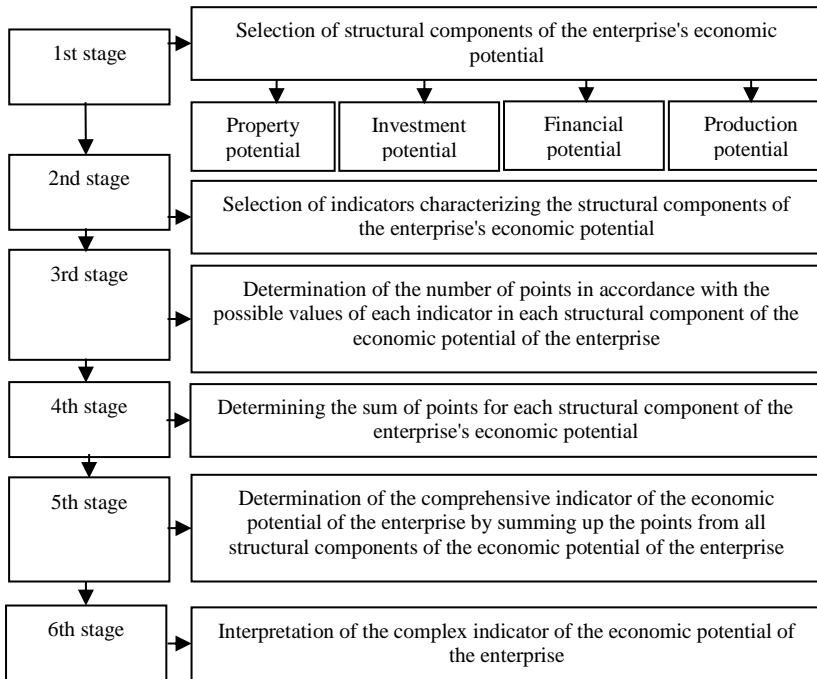 1st stage
Selection of structural components of the enterprise's economic
potential
Property
potential
Investment
potential
Financial
potential
Production
potential
2nd stage
Selection of indicators characterizing the structural components of
the enterprise's economic potential
3rd stage
Determination of the number of points in accordance with the
possible values of each indicator in each structural component of the
economic potential of the enterprise
4th stage
Determining the sum of points for each structural component of the
enterprise's economic potential
5th stage
Determination of the comprehensive indicator of the economic
potential of the enterprise by summing up the points from all
structural components of the economic potential of the enterprise
6th stage
Interpretation of the complex indicator of the economic potential of
the enterprise